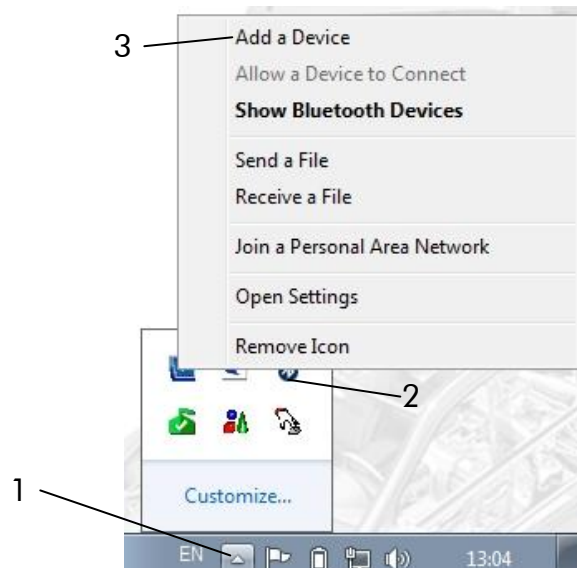 3
Add a Device
Allow a Device to Connect
Show Bluetooth Devices
Send a File
Receive a File
Join a Personal Area Network
Open Settings
Remove Icon
2
Customize...
1
EN 13:04